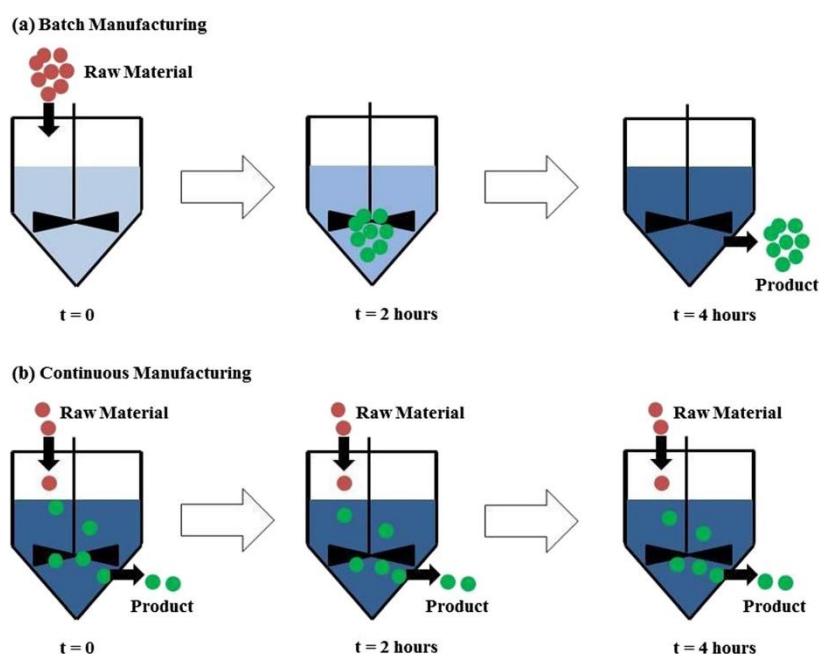 (a) Batch Manufacturing
Raw Material
Product
t = 0
t = 2 hours
t = 4 hours
(b) Continuous Manufacturing
Raw Material
Raw Material
Raw Material
Product
Product
Product
t = 0
t = 2 hours
t = 4 hours